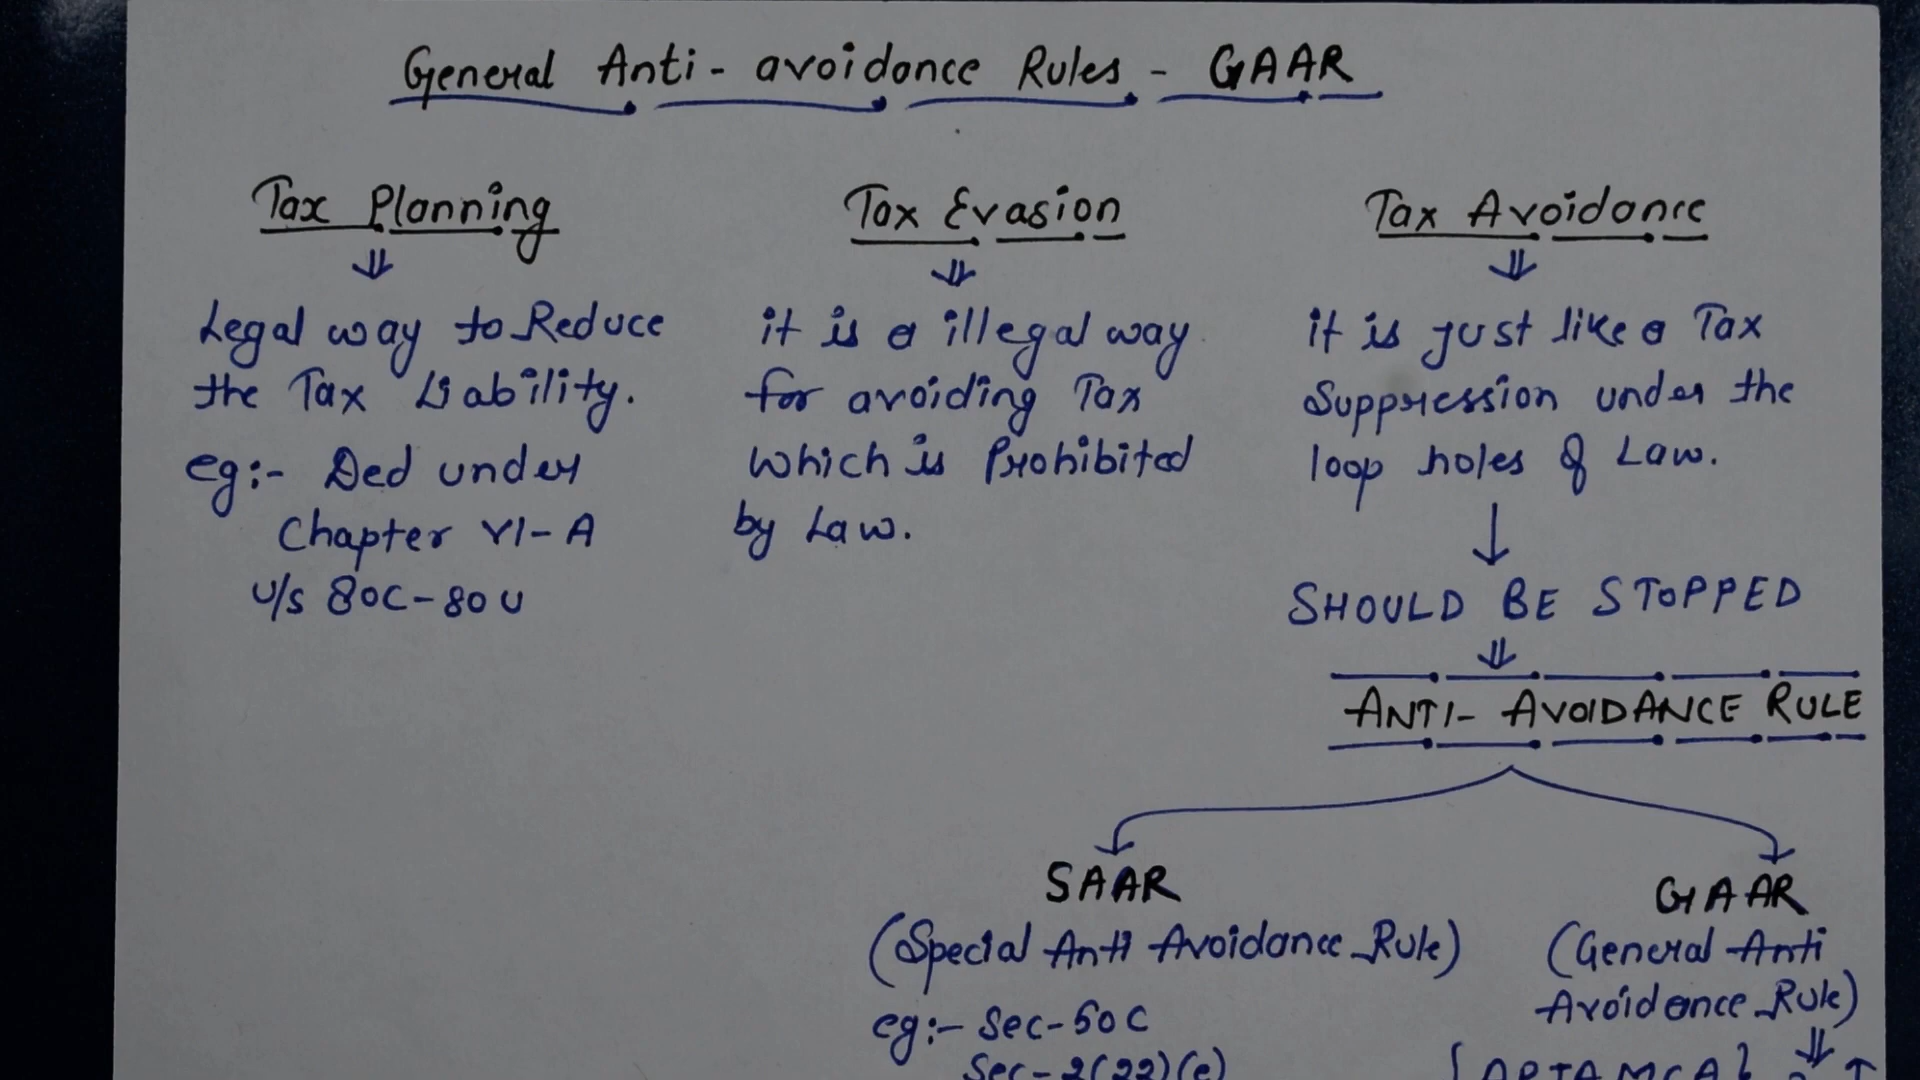 General Anti-avoidance Rules - GAAR
Tax Planning
Legal way to Reduce
the Tax Liability.
eg:- Ded under
Chapter VI-A
u/s 80C-80U
Tax Evasion
it is a illegal way
for avoiding Tax
which is Prohibited
by Law.
Tax Avoidance
it is just like a Tax
Suppression under the
loop holes of Law.
SHOULD BE STOPPED
ANTI-AVOIDANCE RULE
SAAR
(Special Anti Avoidance Rule)
eg:- Sec-50C
Sec-2(22)(e)
GAAR
(General Anti
Avoidance Rule)